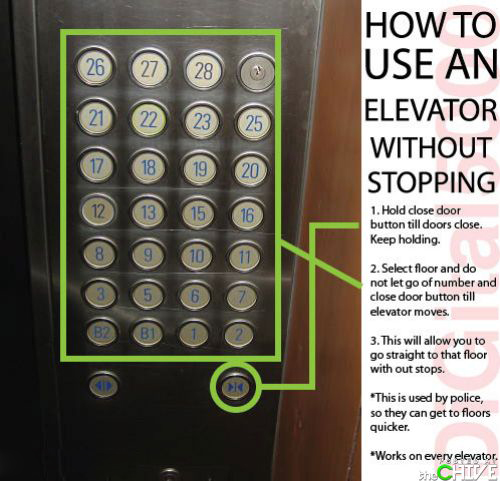 26 27 28
21 22 23 25
17 18 19 20
12 13 15 16
8 9 10 11
3 5 6 7
B2 B1 1 2
HOW TO
USE AN
ELEVATOR
WITHOUT
STOPPING
1. Hold close door
button till doors close.
Keep holding.
2. Select floor and do
not let go of number and
close door button till
elevator moves.
3. This will allow you to
go straight to that floor
with out stops.
*This is used by police,
so they can get to floors
quicker.
*Works on every elevator.
theCHIVE